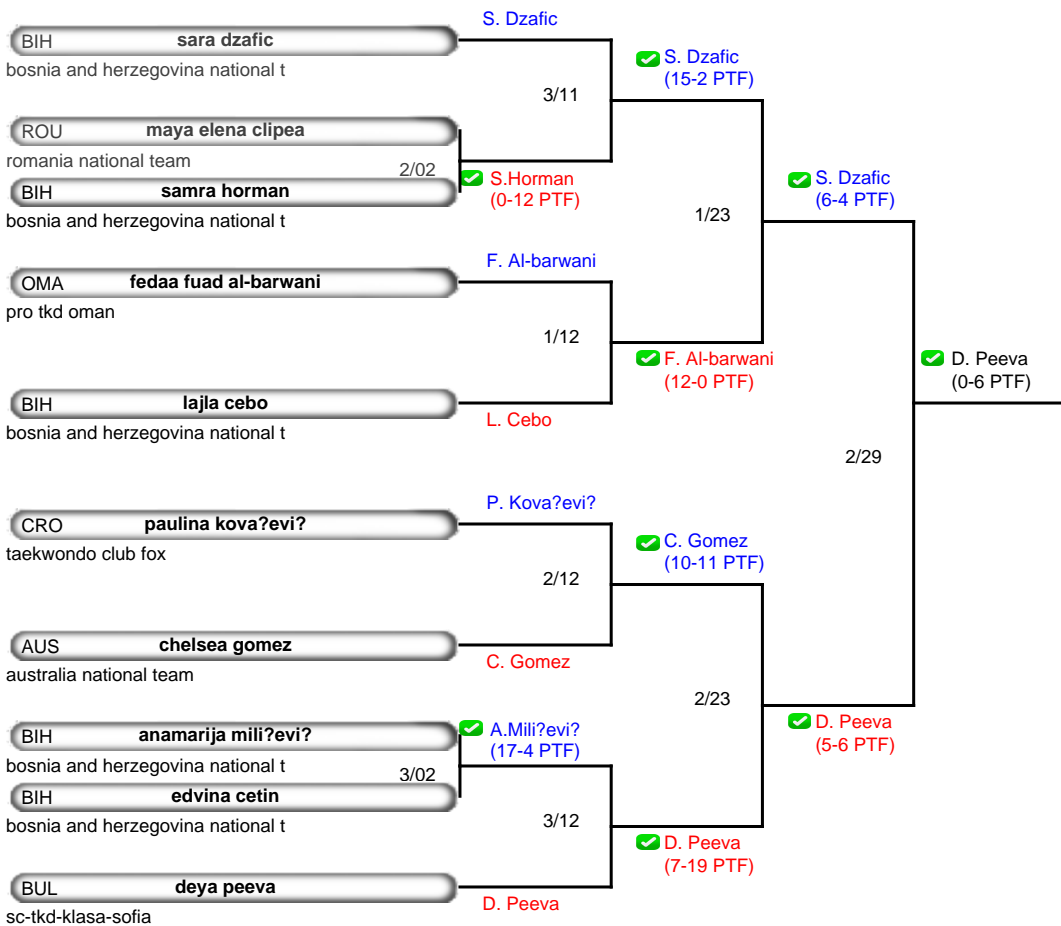 S. Dzafic
BIH sara dzafic
bosnia and herzegovina national t
S. Dzafic
(15-2 PTF)
3/11
ROU maya elena clipea
romania national team
2/02
S.Horman
(0-12 PTF)
BIH samra horman
bosnia and herzegovina national t
S. Dzafic
(6-4 PTF)
1/23
F. Al-barwani
OMA fedaa fuad al-barwani
pro tkd oman
1/12
F. Al-barwani
(12-0 PTF)
D. Peeva
(0-6 PTF)
BIH lajla cebo
L. Cebo
bosnia and herzegovina national t
2/29
P. Kova?evi?
CRO paulina kova?evi?
taekwondo club fox
C. Gomez
(10-11 PTF)
2/12
AUS chelsea gomez
C. Gomez
australia national team
2/23
A.Mili?evi?
(17-4 PTF)
BIH anamarija mili?evi?
bosnia and herzegovina national t
3/02
D. Peeva
(5-6 PTF)
BIH edvina cetin
bosnia and herzegovina national t
3/12
D. Peeva
(7-19 PTF)
BUL deya peeva
D. Peeva
sc-tkd-klasa-sofia